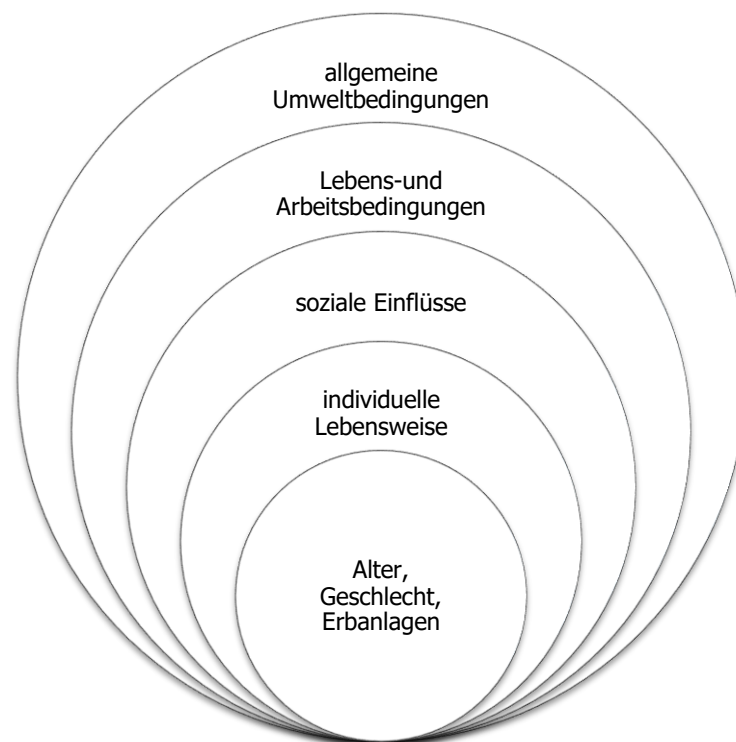 allgemeine
Umweltbedingungen
Lebens-und
Arbeitsbedingungen
soziale Einflüsse
individuelle
Lebensweise
Alter,
Geschlecht,
Erbanlagen